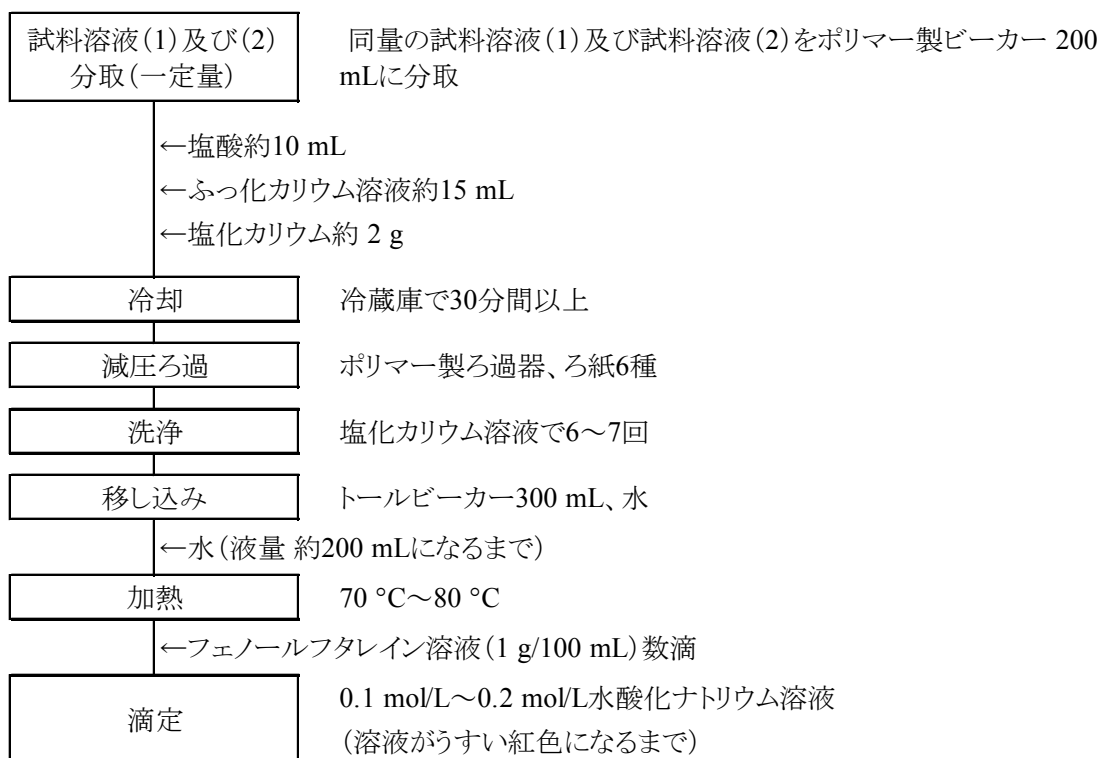 試料溶液(1)及び(2)
分取(一定量)
同量の試料溶液(1)及び試料溶液(2)をポリマー製ビーカー 200
mLに分取
←塩酸約10 mL
←ふっ化カリウム溶液約15 mL
←塩化カリウム約 2 g
冷却
冷蔵庫で30分間以上
減圧ろ過
ポリマー製ろ過器、ろ紙6種
洗浄
塩化カリウム溶液で6~7回
移し込み
トールビーカー300 mL、水
←水(液量 約200 mLになるまで)
加熱
70 °C~80 °C
←フェノールフタレイン溶液(1 g/100 mL)数滴
滴定
0.1 mol/L~0.2 mol/L水酸化ナトリウム溶液
(溶液がうすい紅色になるまで)